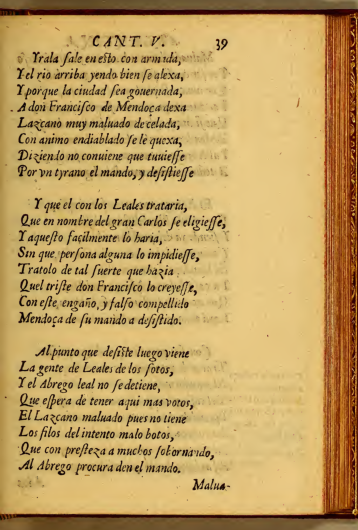 CANT. V. 39
Yrala sale en esto con armida,
Y el rio arriba yendo bien se alexa,
Y porque la ciudad sea gouernada,
A don Francisco de Mendoça dexa
Lazcano muy maluado de celada,
Con animo endiablado se le quexa,
Diziendo no conuiene que tuuiesse
Por vn tyrano el mando, y desistiesse
Y que el con los Leales trataria,
Que en nombre del gran Carlos se eligiesse,
Y aquesto façilmente lo haria,
Sin que persona alguna lo impidiesse,
Tratolo de tal suerte que hazia
Quel triste don Francisco lo creyesse,
Con este engaño, y falso compellido
Mendoça de su mando a desistido.
Al punto que desiste luego viene
La gente de Leales de los sotos,
Y el Abrego leal no se detiene,
Que espera de tener aqui mas votos,
El Lazcano maluado pues no tiene
Los filos del intento malo botos,
Que con presteza a muchos sobornando,
Al Abrego procura den el mando.
Malua-